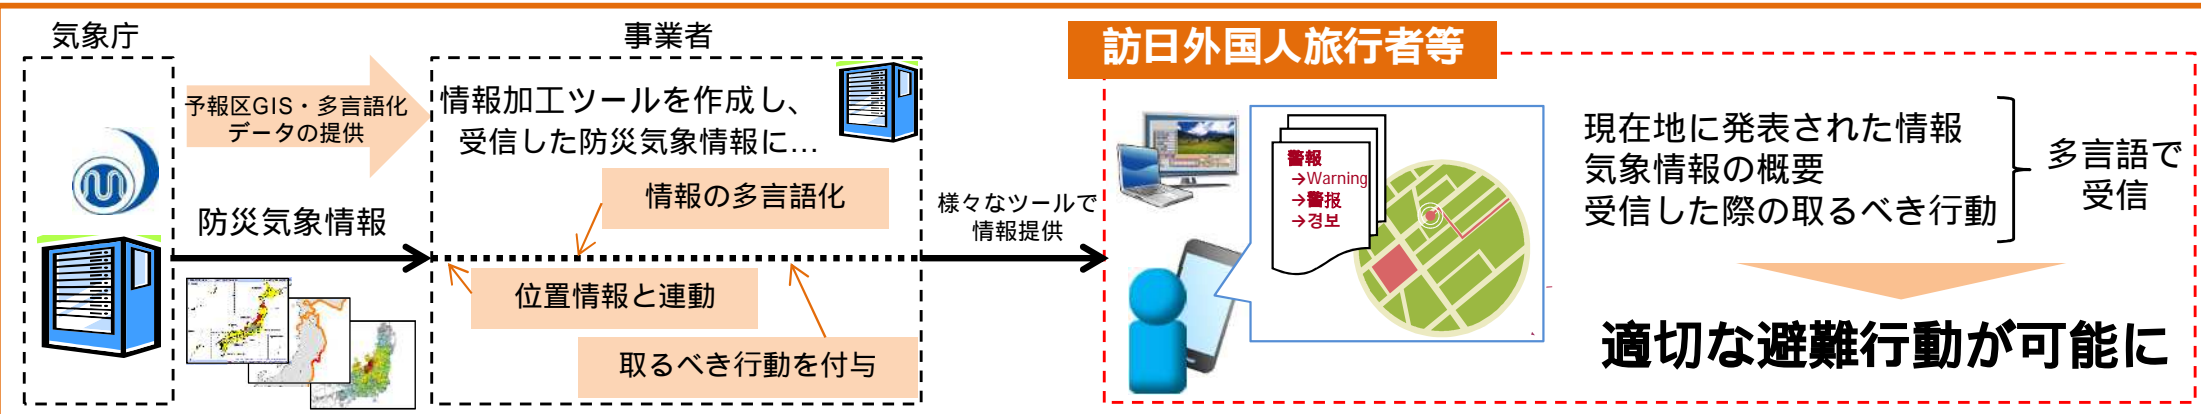 気象庁
予報区GIS・多言語化
データの提供
防災気象情報
事業者
情報加工ツールを作成し、
受信した防災気象情報に…
情報の多言語化
位置情報と連動
取るべき行動を付与
様々なツールで
情報提供
訪日外国人旅行者等
警報
→Warning
→警报
→경보
現在地に発表された情報
気象情報の概要
受信した際の取るべき行動
多言語で
受信
適切な避難行動が可能に